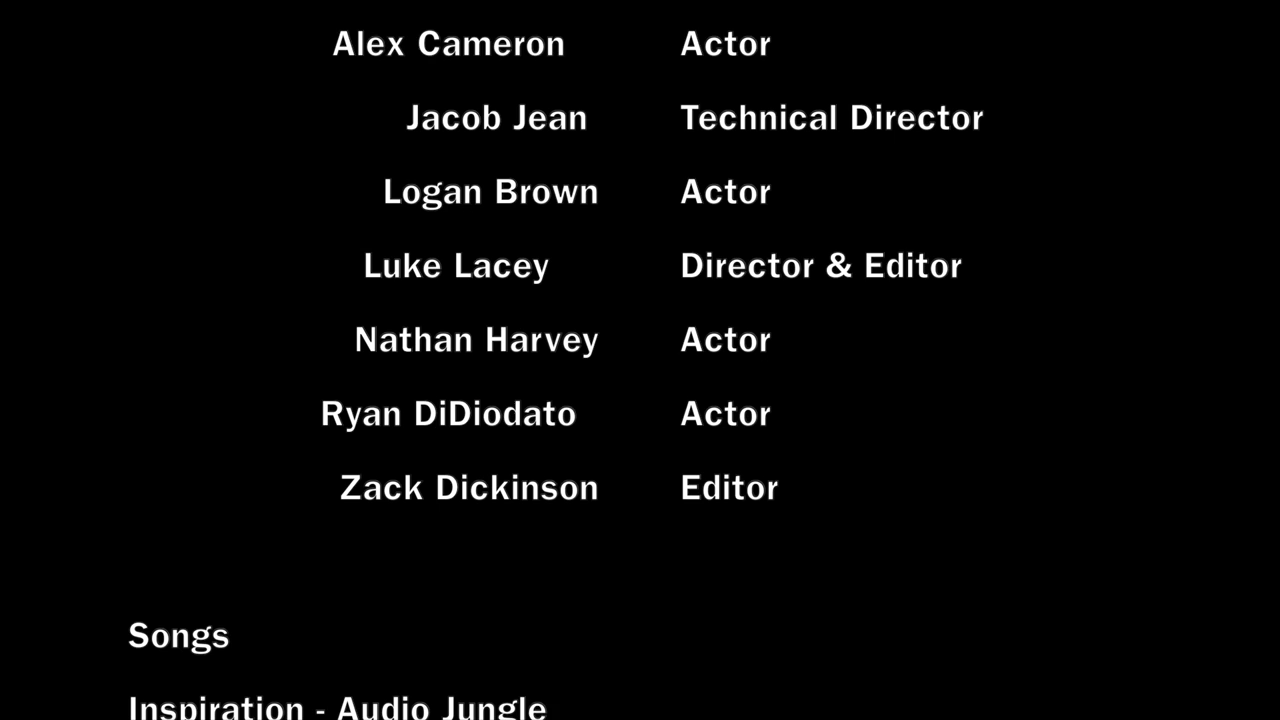 Alex Cameron Actor
Jacob Jean Technical Director
Logan Brown Actor
Luke Lacey Director & Editor
Nathan Harvey Actor
Ryan DiDiodato Actor
Zack Dickinson Editor
Songs
Inspiration - Audio Jungle